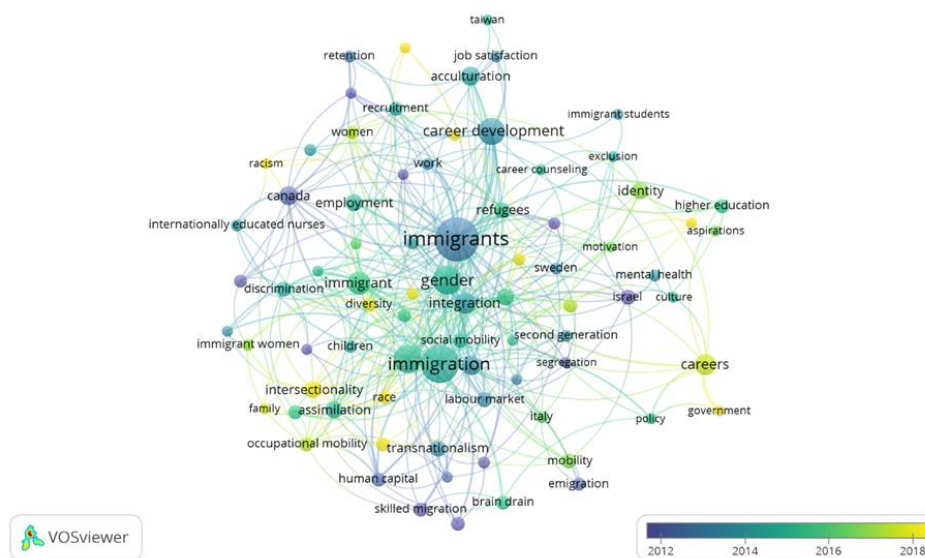 taiwan
retention
job satisfaction
acculturation
recruitment
immigrant students
women
career development
racism
work
career counseling
exclusion
canada
employment
refugees
identity
higher education
internationally educated nurses
aspirations
immigrants
motivation
sweden
mental health
discrimination
immigrant
gender
diversity
integration
israel
culture
immigrant women
children
social mobility
second generation
segregation
immigration
careers
intersectionality
race
labour market
family
assimilation
italy
policy
government
occupational mobility
transnationalism
mobility
human capital
emigration
skilled migration
brain drain
VOSviewer
2012 2014 2016 2018